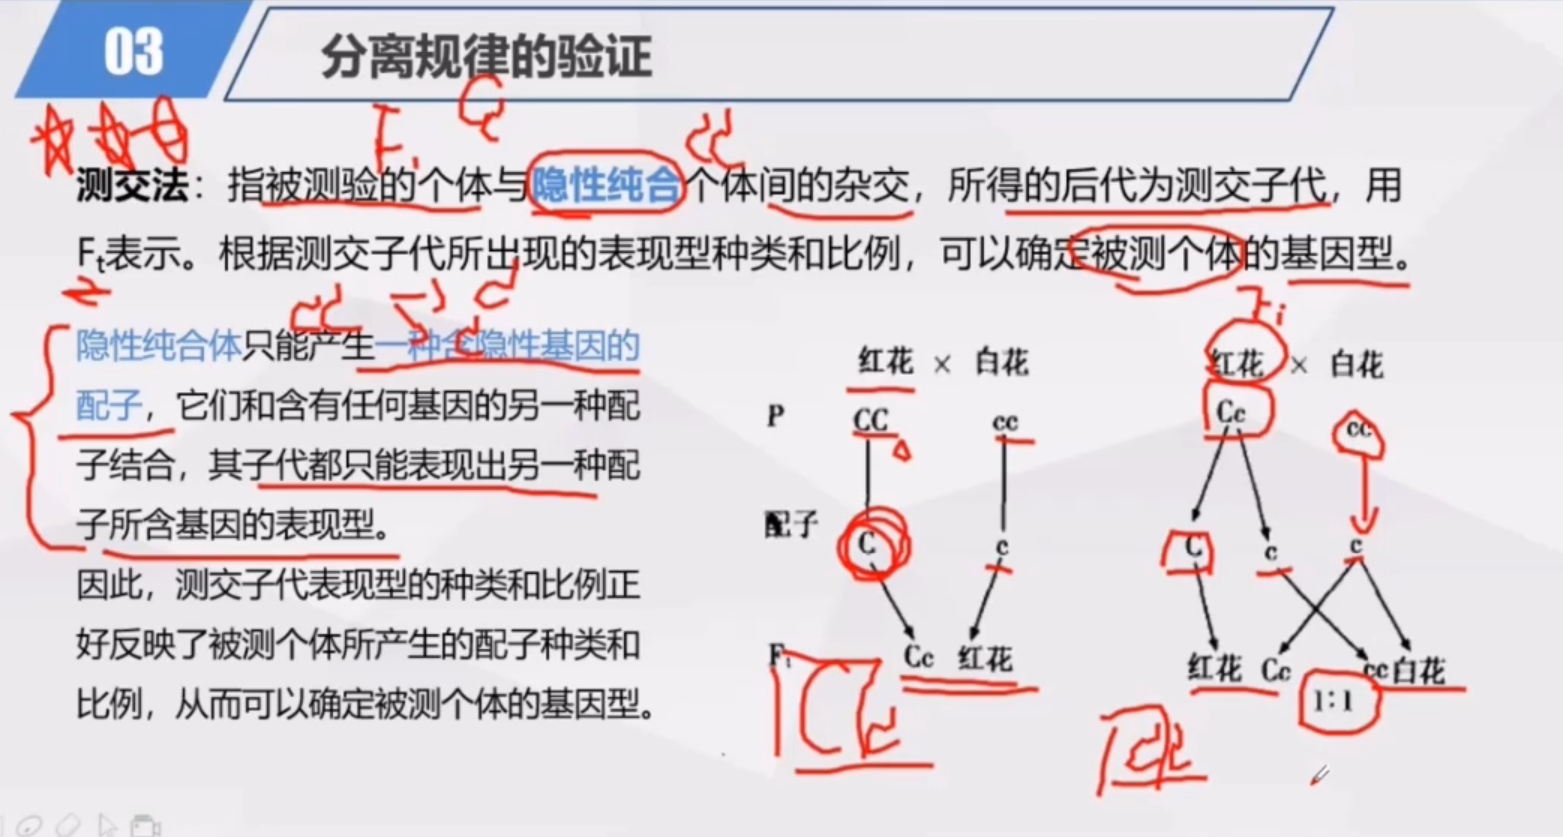 03 分离规律的验证
F₁ Cc cc
测交法：指被测验的个体与隐性纯合个体间的杂交，所得的后代为测交子代，用
Ft表示。根据测交子代所出现的表现型种类和比例，可以确定被测个体的基因型。
cc → c
隐性纯合体只能产生一种含隐性基因的
配子，它们和含有任何基因的另一种配
子结合，其子代都只能表现出另一种配
子所含基因的表现型。
因此，测交子代表现型的种类和比例正
好反映了被测个体所产生的配子种类和
比例，从而可以确定被测个体的基因型。
F₁
红花 × 白花 红花 × 白花
P CC cc Cc cc
配子 C c C c c
F₁ Cc 红花 红花 Cc cc 白花
1:1